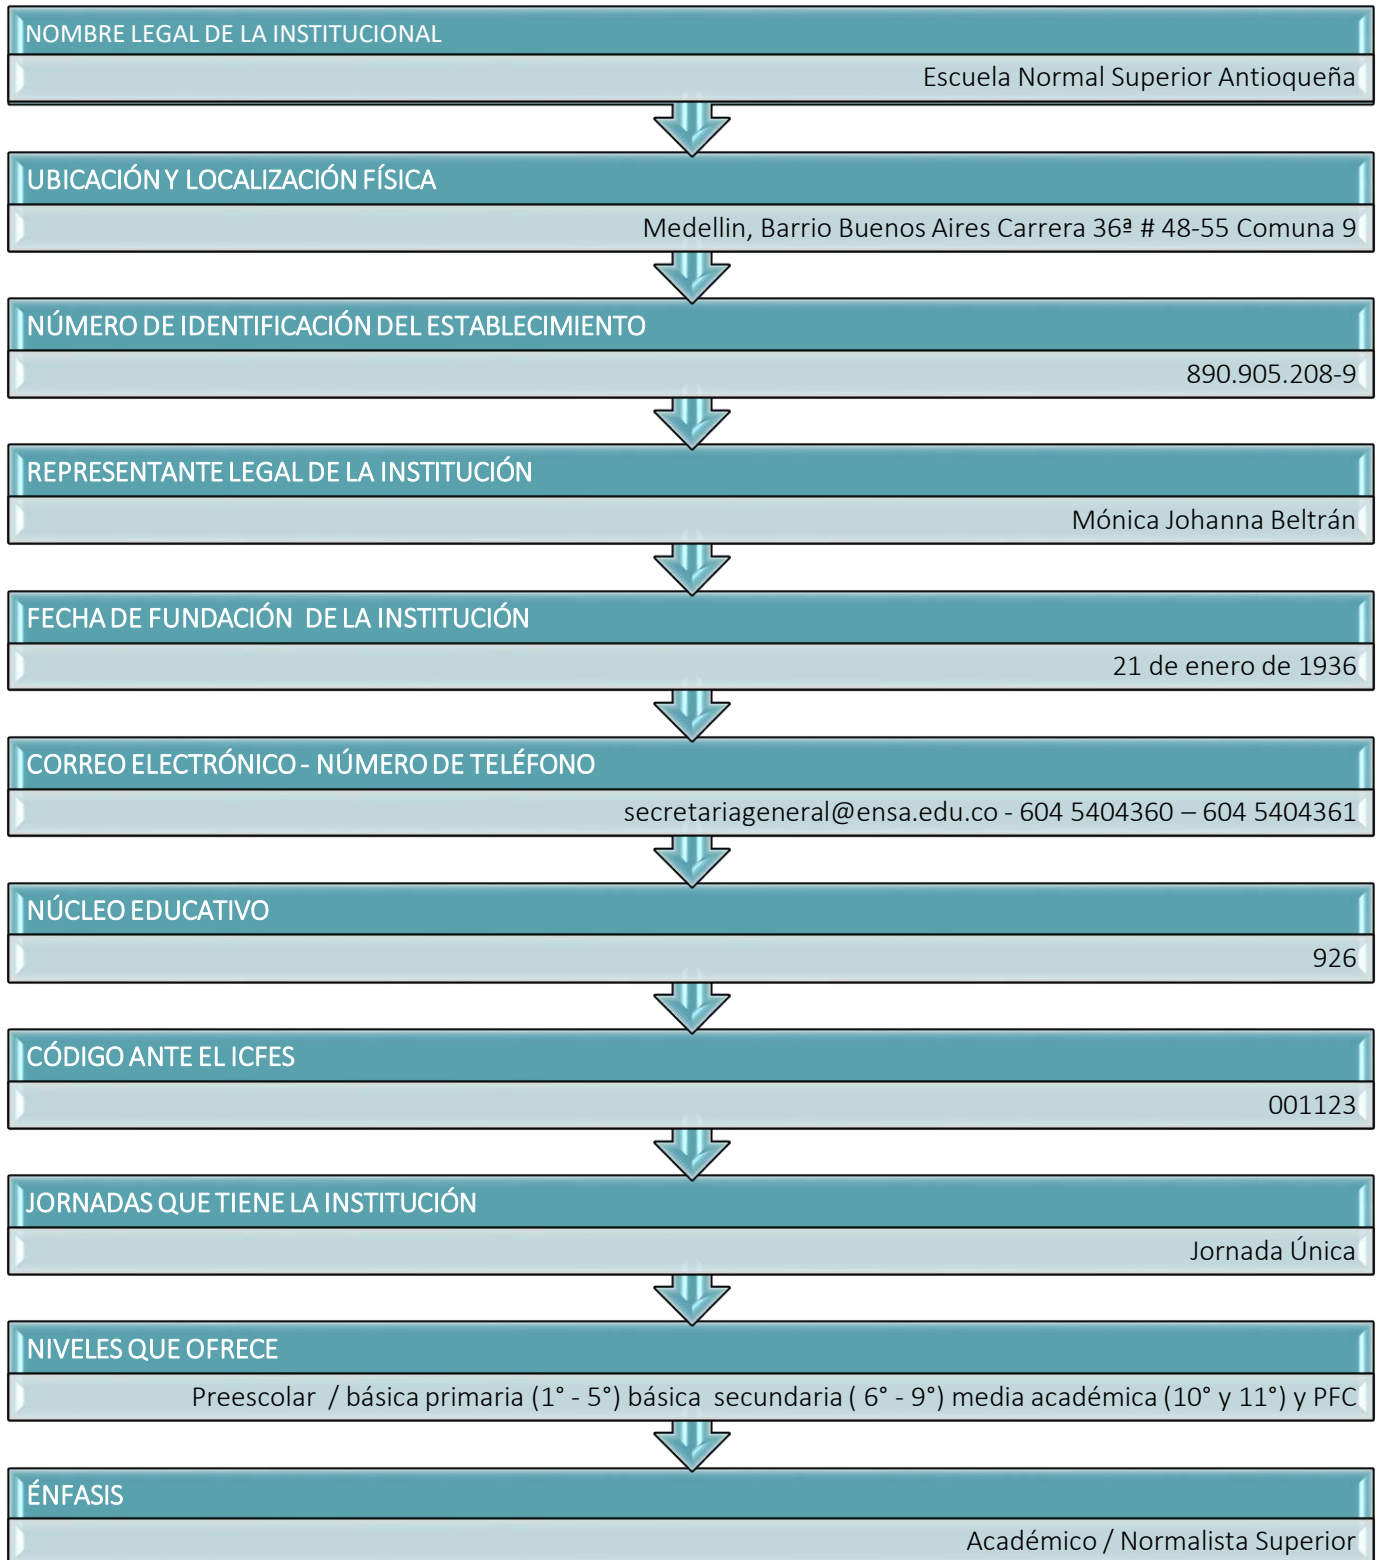 NOMBRE LEGAL DE LA INSTITUCIONAL
Escuela Normal Superior Antioqueña
UBICACIÓN Y LOCALIZACIÓN FÍSICA
Medellin, Barrio Buenos Aires Carrera 36ª # 48-55 Comuna 9
NÚMERO DE IDENTIFICACIÓN DEL ESTABLECIMIENTO
890.905.208-9
REPRESENTANTE LEGAL DE LA INSTITUCIÓN
Mónica Johanna Beltrán
FECHA DE FUNDACIÓN DE LA INSTITUCIÓN
21 de enero de 1936
CORREO ELECTRÓNICO - NÚMERO DE TELÉFONO
secretariageneral@ensa.edu.co - 604 5404360 – 604 5404361
NÚCLEO EDUCATIVO
926
CÓDIGO ANTE EL ICFES
001123
JORNADAS QUE TIENE LA INSTITUCIÓN
Jornada Única
NIVELES QUE OFRECE
Preescolar / básica primaria (1° - 5°) básica secundaria ( 6° - 9°) media académica (10° y 11°) y PFC
ÉNFASIS
Académico / Normalista Superior